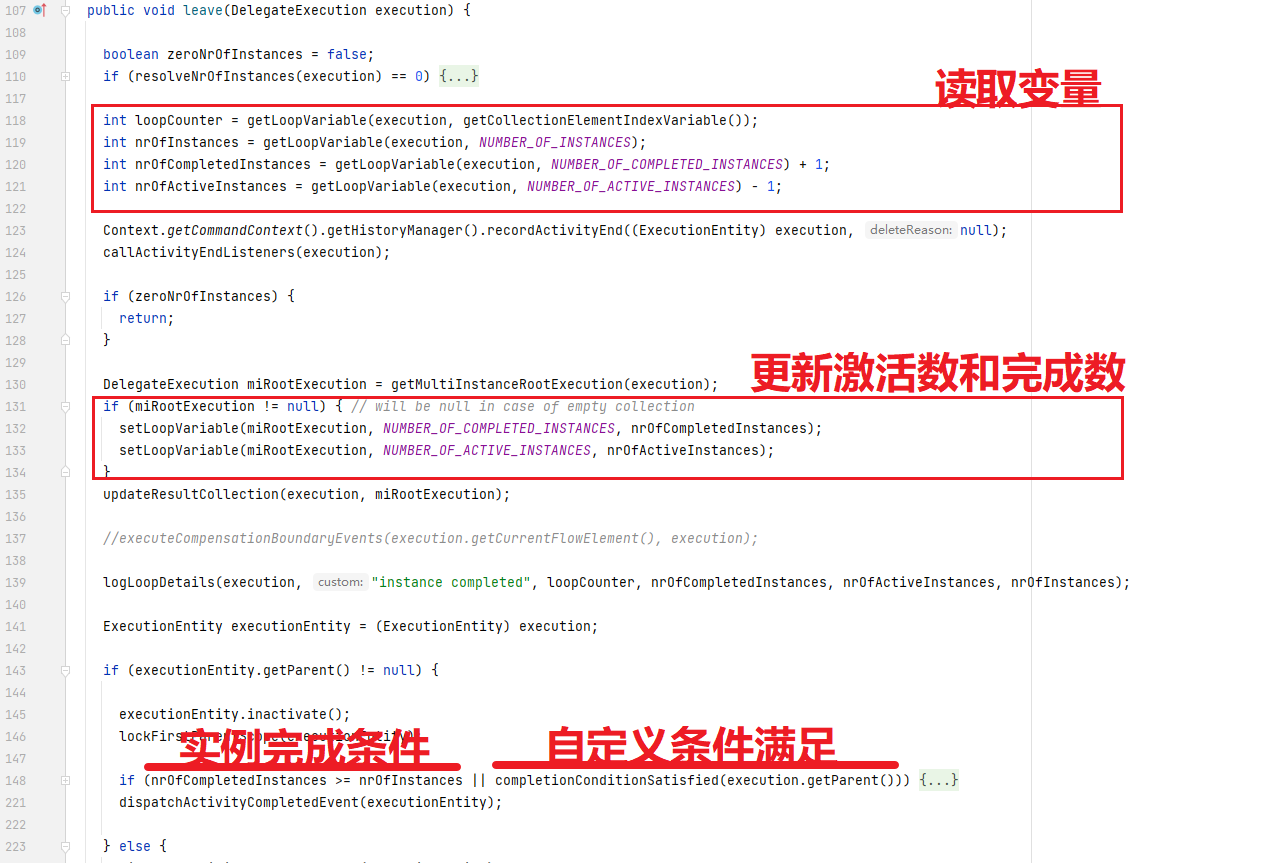 107 public void leave(DelegateExecution execution) {
108
109 boolean zeroNrOfInstances = false;
110 if (resolveNrOfInstances(execution) == 0) {...}
读取变量
117
118 int loopCounter = getLoopVariable(execution, getCollectionElementIndexVariable());
119 int nrOfInstances = getLoopVariable(execution, NUMBER_OF_INSTANCES);
120 int nrOfCompletedInstances = getLoopVariable(execution, NUMBER_OF_COMPLETED_INSTANCES) + 1;
121 int nrOfActiveInstances = getLoopVariable(execution, NUMBER_OF_ACTIVE_INSTANCES) - 1;
122
123 Context.getCommandContext().getHistoryManager().recordActivityEnd((ExecutionEntity) execution, deleteReason: null);
124 callActivityEndListeners(execution);
125
126 if (zeroNrOfInstances) {
127 return;
128 }
129
更新激活数和完成数
130 DelegateExecution miRootExecution = getMultiInstanceRootExecution(execution);
131 if (miRootExecution != null) { // will be null in case of empty collection
132 setLoopVariable(miRootExecution, NUMBER_OF_COMPLETED_INSTANCES, nrOfCompletedInstances);
133 setLoopVariable(miRootExecution, NUMBER_OF_ACTIVE_INSTANCES, nrOfActiveInstances);
134 }
135 updateResultCollection(execution, miRootExecution);
136
137 //executeCompensationBoundaryEvents(execution.getCurrentFlowElement(), execution);
138
139 logLoopDetails(execution, custom: "instance completed", loopCounter, nrOfCompletedInstances, nrOfActiveInstances, nrOfInstances);
140
141 ExecutionEntity executionEntity = (ExecutionEntity) execution;
142
143 if (executionEntity.getParent() != null) {
144
145 executionEntity.inactivate();
146
实例完成条件 自定义条件满足
147
148 if (nrOfCompletedInstances >= nrOfInstances || completionConditionSatisfied(execution.getParent())) {...}
221 dispatchActivityCompletedEvent(executionEntity);
222
223 } else {